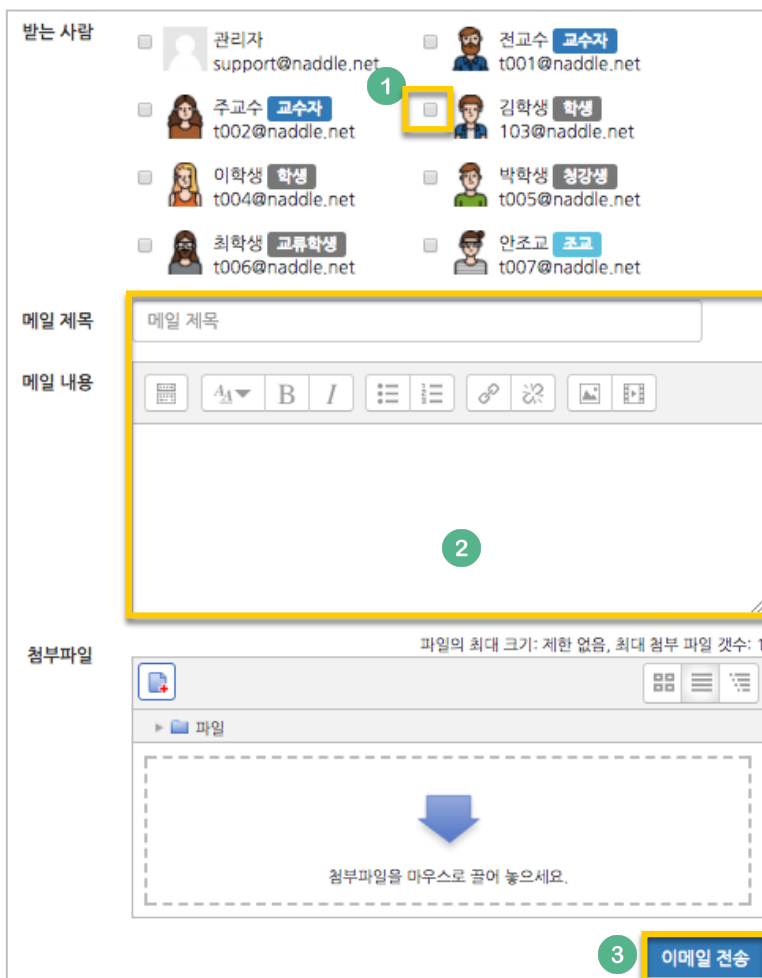 받는 사람
관리자
support@naddle.net
전교수 교수자
t001@naddle.net
1
주교수 교수자
t002@naddle.net
김학생 학생
103@naddle.net
이학생 학생
t004@naddle.net
박학생 청강생
t005@naddle.net
최학생 교류학생
t006@naddle.net
안조교 조교
t007@naddle.net
메일 제목
메일 제목
메일 내용
B I
2
첨부파일
파일의 최대 크기: 제한 없음, 최대 첨부 파일 갯수: 1
파일
첨부파일을 마우스로 끌어 놓으세요.
3 이메일 전송